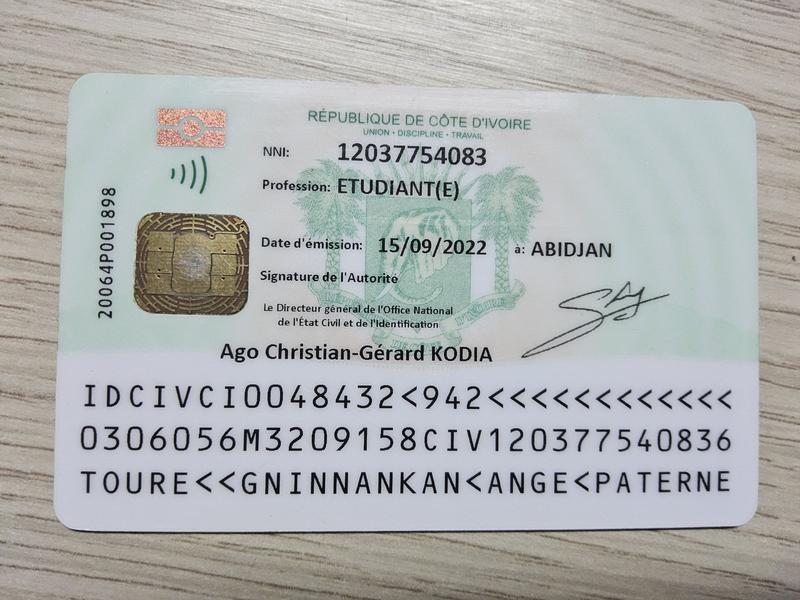 RÉPUBLIQUE DE CÔTE D'IVOIRE
UNION - DISCIPLINE - TRAVAIL
NNI: 12037754083
Profession: ETUDIANT(E)
20064P001898
Date d'émission: 15/09/2022 à: ABIDJAN
Signature de l'Autorité
Le Directeur général de l'Office National
de l'État Civil et de l'Identification
Ago Christian-Gérard KODIA
IDCIVCI0048432<942<<<<<<<<<<<<
0306056M3209158CIV120377540836
TOURE<<GNINNANKAN<ANGE<PATERNE